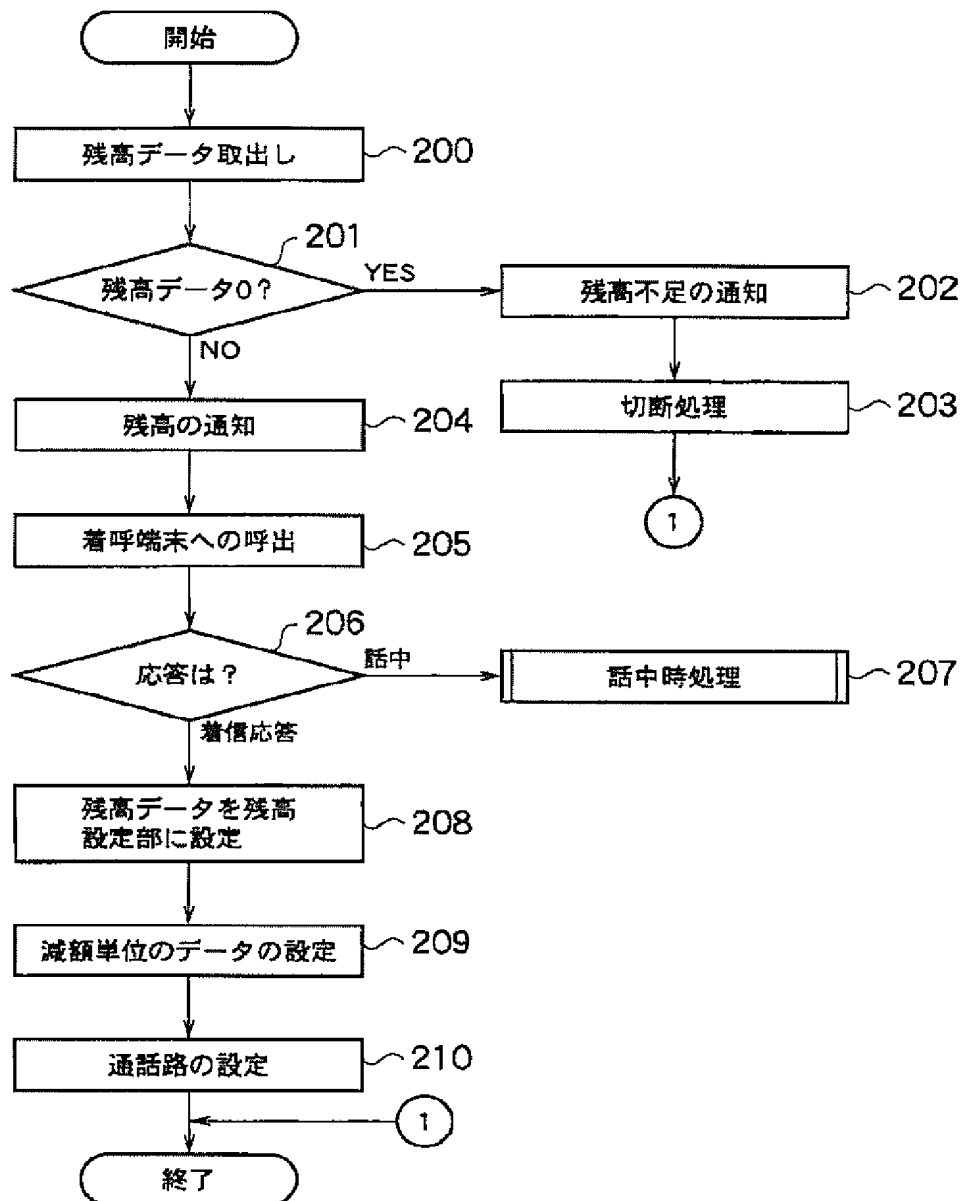 開始
残高データ取出し 200
残高データ0? 201
YES
残高不足の通知 202
NO
切断処理 203
残高の通知 204
1
着呼端末への呼出 205
応答は? 206
話中
話中時処理 207
着信応答
残高データを残高
設定部に設定 208
減額単位のデータの設定 209
通話路の設定 210
1
終了